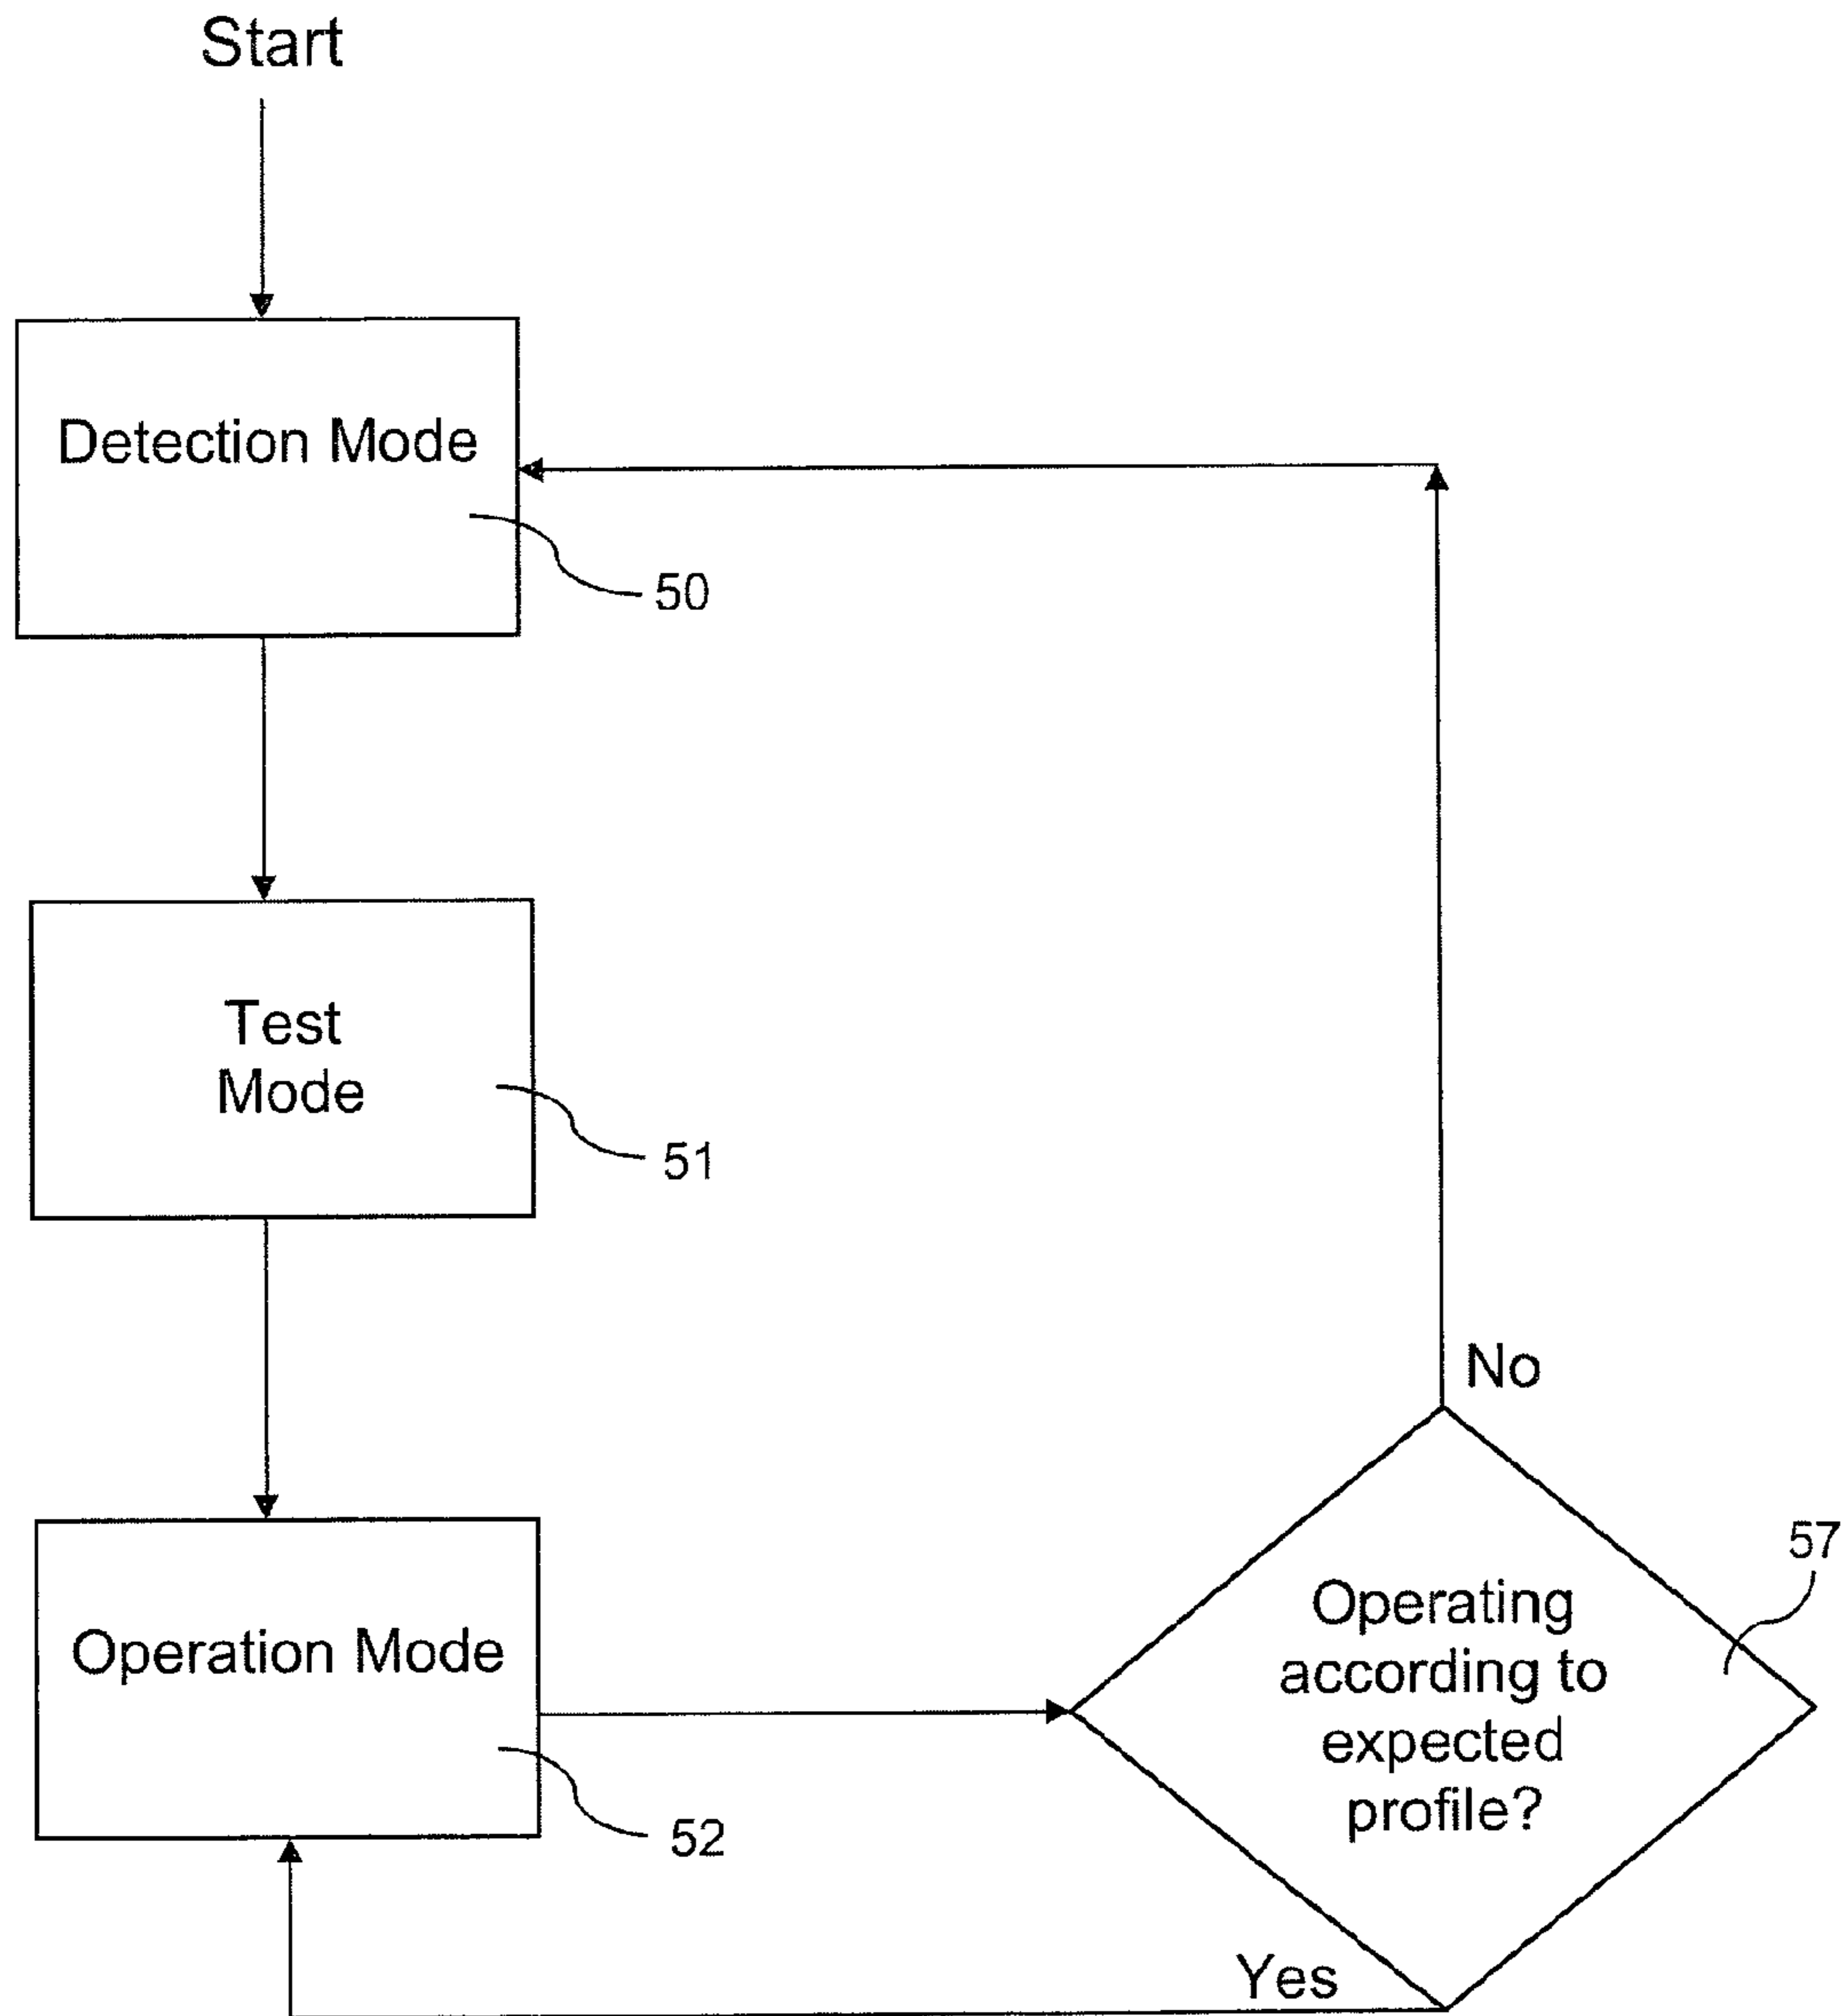 Start
Detection Mode
50
Test
Mode
51
No
57
Operating
according to
expected
profile?
Operation Mode
52
Yes